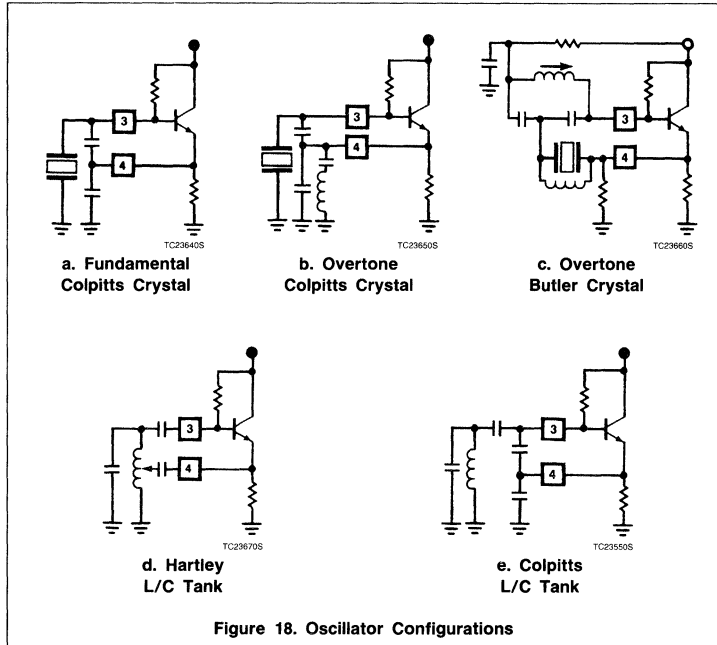 3
4
TC23640S
a. Fundamental
Colpitts Crystal
3
4
TC23650S
b. Overtone
Colpitts Crystal
3
4
TC23660S
c. Overtone
Butler Crystal
3
4
TC23670S
d. Hartley
L/C Tank
3
4
TC23550S
e. Colpitts
L/C Tank
Figure 18. Oscillator Configurations